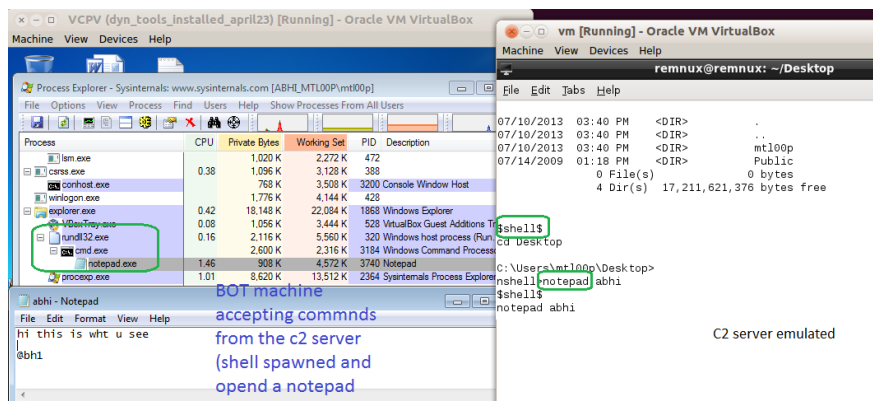 VCPV (dyn_tools_installed_april23) [Running] - Oracle VM VirtualBox
Machine View Devices Help
Process Explorer - Sysinternals: www.sysinternals.com [ABHI_MTL00P\mtl00p]
File Options View Process Find Users Help Show Processes From All Users
Process CPU Private Bytes Working Set PID Description
lsm.exe 1,020 K 2,272 K 472
csrss.exe 0.38 1,096 K 3,128 K 388
conhost.exe 768 K 3,508 K 3200 Console Window Host
winlogon.exe 1,776 K 4,144 K 428
explorer.exe 0.42 18,148 K 22,084 K 1868 Windows Explorer
VBoxTray.exe 0.08 1,056 K 3,444 K 528 VirtualBox Guest Additions Tr
rundll32.exe 0.16 2,116 K 5,560 K 320 Windows host process (Run
cmd.exe 2,600 K 2,316 K 3184 Windows Command Processo
notepad.exe 1.46 908 K 4,572 K 3740 Notepad
procexp.exe 1.01 8,620 K 13,512 K 2364 Sysinternals Process Explorer
abhi - Notepad
File Edit Format View Help
hi this is wht u see
@bh1
BOT machine
accepting commnds
from the c2 server
(shell spawned and
opend a notepad
vm [Running] - Oracle VM VirtualBox
Machine View Devices Help
remnux@remnux: ~/Desktop
File Edit Tabs Help
07/10/2013 03:40 PM <DIR> .
07/10/2013 03:40 PM <DIR> ..
07/10/2013 03:40 PM <DIR> mtl00p
07/14/2009 01:18 PM <DIR> Public
0 File(s) 0 bytes
4 Dir(s) 17,211,621,376 bytes free
$shell$
cd Desktop
C:\Users\mtl00p\Desktop>
nshell>notepad abhi
$shell$
notepad abhi
C2 server emulated